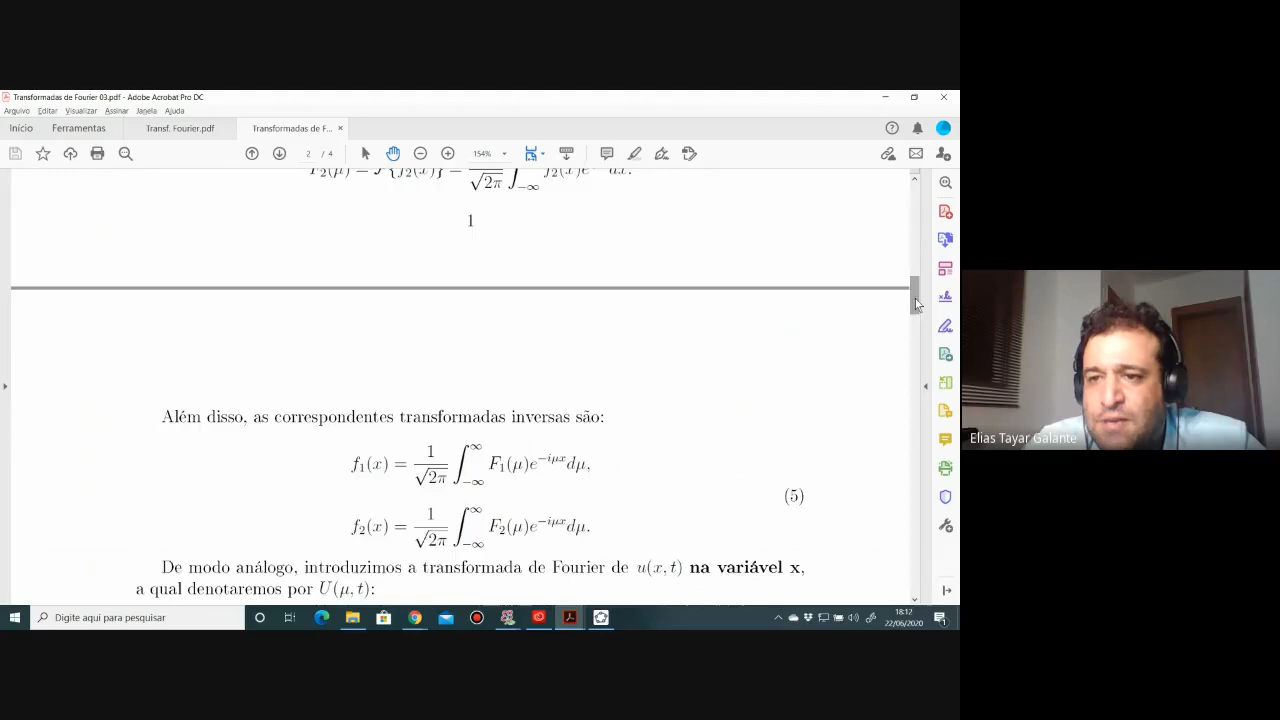 Transformadas de Fourier 03.pdf - Adobe Acrobat Pro DC
Arquivo Editar Visualizar Assinar Janela Ajuda
Início Ferramentas Transf. Fourier.pdf Transformadas de F... ×
2 / 4 154%
1
Além disso, as correspondentes transformadas inversas são:
f₁(x) = 1/√2π ∫_{-∞}^{∞} F₁(μ)e^{-iμx}dμ,
(5)
f₂(x) = 1/√2π ∫_{-∞}^{∞} F₂(μ)e^{-iμx}dμ.
De modo análogo, introduzimos a transformada de Fourier de u(x, t) na variável x,
a qual denotaremos por U(μ, t):
Elias Tayar Galante
Digite aqui para pesquisar
18:12
22/06/2020